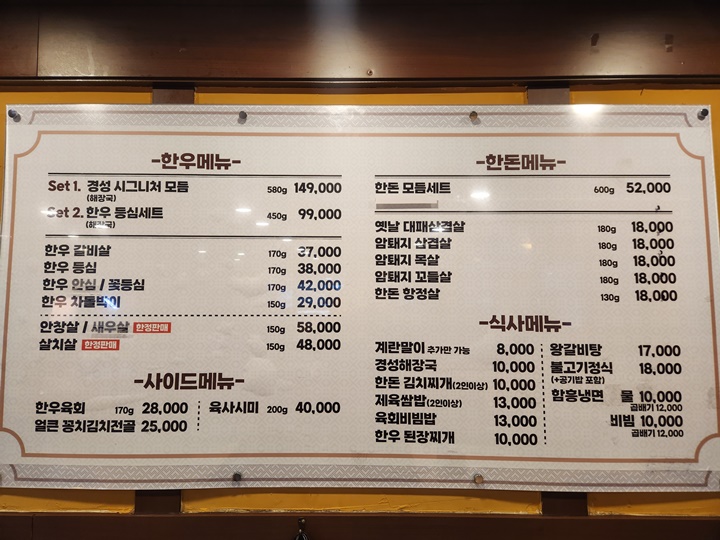 -한우메뉴-
Set 1. 경성 시그니처 모듬 580g 149,000
(해장국)
Set 2. 한우 등심세트 450g 99,000
(해장국)
한우 갈비살 170g 37,000
한우 등심 170g 38,000
한우 안심 / 꽃등심 170g 42,000
한우 차돌박이 150g 29,000
안창살 / 새우살 한정판매 150g 58,000
살치살 한정판매 150g 48,000
-사이드메뉴-
한우육회 170g 28,000
얼큰 꽁치김치전골 25,000
육사시미 200g 40,000
-한돈메뉴-
한돈 모듬세트 600g 52,000
옛날 대패삼겹살 180g 18,000
암퇘지 삼겹살 180g 18,000
암퇘지 목살 180g 18,000
암퇘지 꼬들살 180g 18,000
한돈 항정살 130g 18,000
-식사메뉴-
계란말이 추가만 가능 8,000
경성해장국 10,000
한돈 김치찌개(2인이상) 10,000
제육쌈밥(2인이상) 13,000
육회비빔밥 13,000
한우 된장찌개 10,000
왕갈비탕 17,000
불고기정식 18,000
(+공기밥 포함)
함흥냉면 물 10,000
곱배기 12,000
비빔 10,000
곱배기 12,000